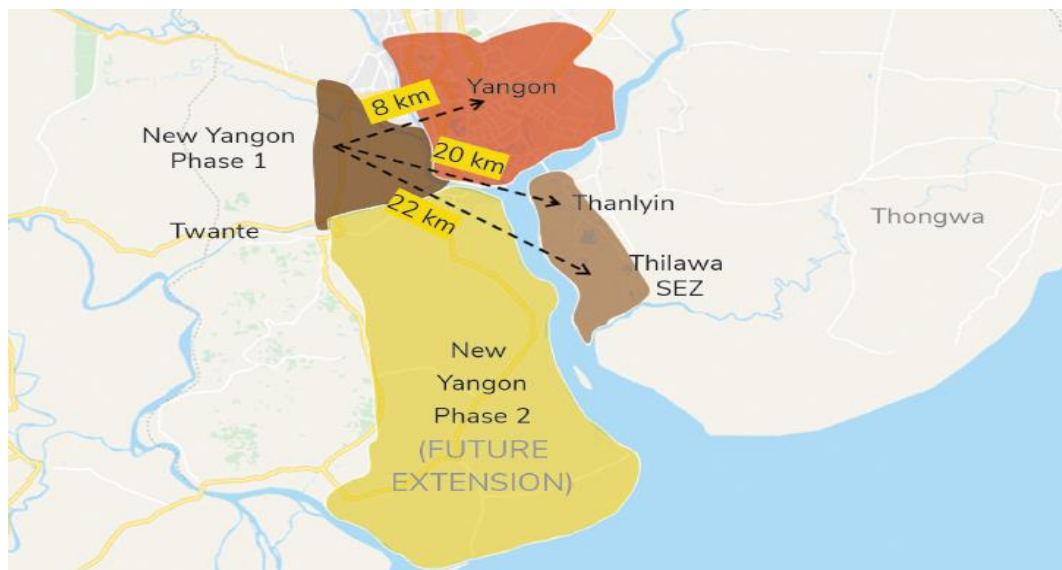 Yangon
8 km
New Yangon
Phase 1
20 km
Thanlyin
22 km
Twante
Thongwa
Thilawa
SEZ
New
Yangon
Phase 2
(FUTURE
EXTENSION)